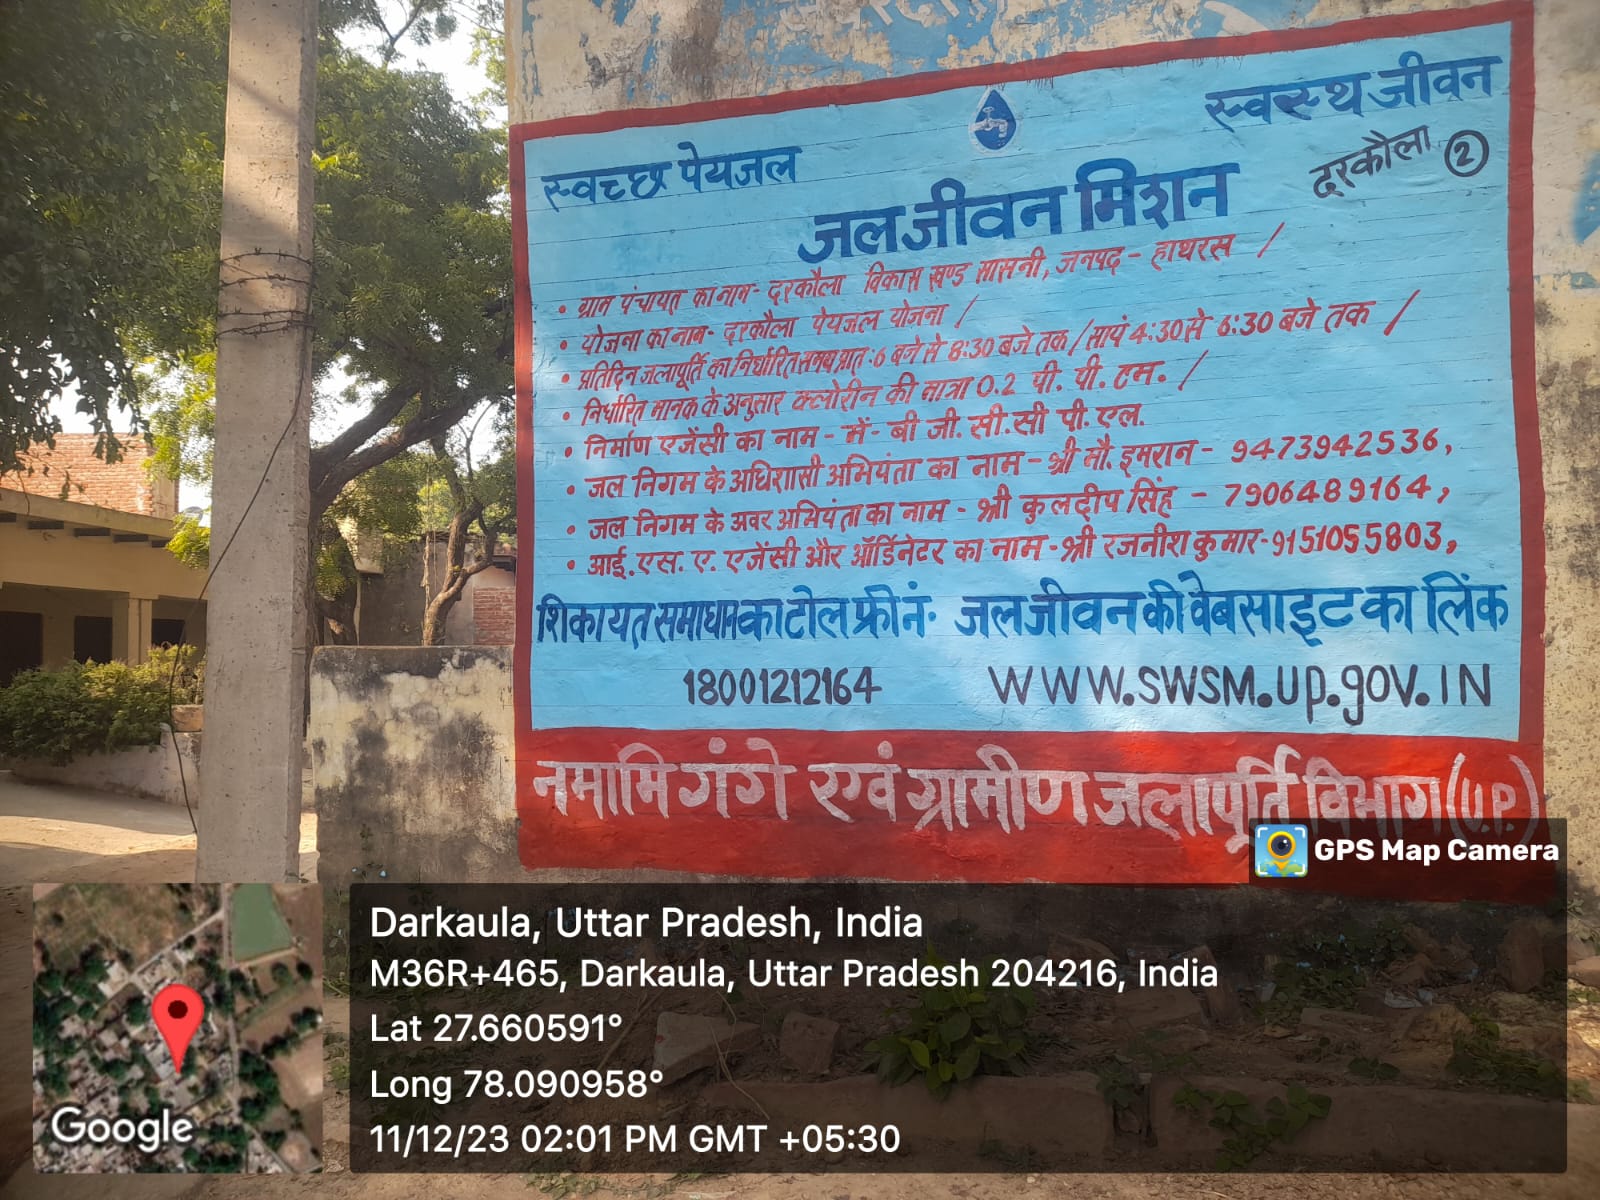 स्वच्छ पेयजल
स्वस्थ जीवन
जल जीवन मिशन
दरकौला 2
• ग्राम पंचायत का नाम - दरकौला विकास खण्ड सासनी, जनपद - हाथरस /
• योजना का नाम - दरकौला पेयजल योजना /
• प्रतिदिन जलापूर्ति का निर्धारित समय प्रात: 6 बजे से 8:30 बजे तक / सायं 4:30 से 6:30 बजे तक /
• निर्धारित मानक के अनुसार क्लोरीन की मात्रा 0.2 पी. पी. टम. /
• निर्माण एजेंसी का नाम - में - बी जी. सी. सी पी. एल.
• जल निगम के अधिशासी अभियंता का नाम - श्री मौ. इमरान - 9473942536,
• जल निगम के अवर अभियंता का नाम - श्री कुलदीप सिंह - 7906489164,
• आई. एस. ए. एजेंसी और ऑर्डिनेटर का नाम - श्री रजनीश कुमार - 9151055803,
शिकायत समाधान का टोल फ्री नं. जल जीवन की वेबसाइट का लिंक
18001212164 WWW.SWSM.UP.gOV.IN
नमामि गंगे एवं ग्रामीण जलापूर्ति विभाग (U.P.)
GPS Map Camera
Darkaula, Uttar Pradesh, India
M36R+465, Darkaula, Uttar Pradesh 204216, India
Lat 27.660591°
Long 78.090958°
11/12/23 02:01 PM GMT +05:30
Google